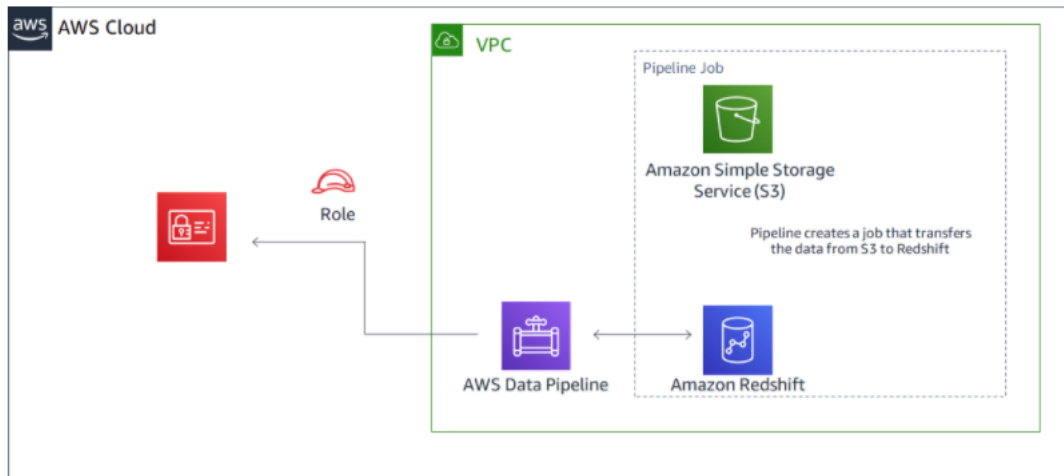 aws
AWS Cloud
VPC
Pipeline Job
Amazon Simple Storage
Service (S3)
Role
Pipeline creates a job that transfers
the data from S3 to Redshift
AWS Data Pipeline
Amazon Redshift